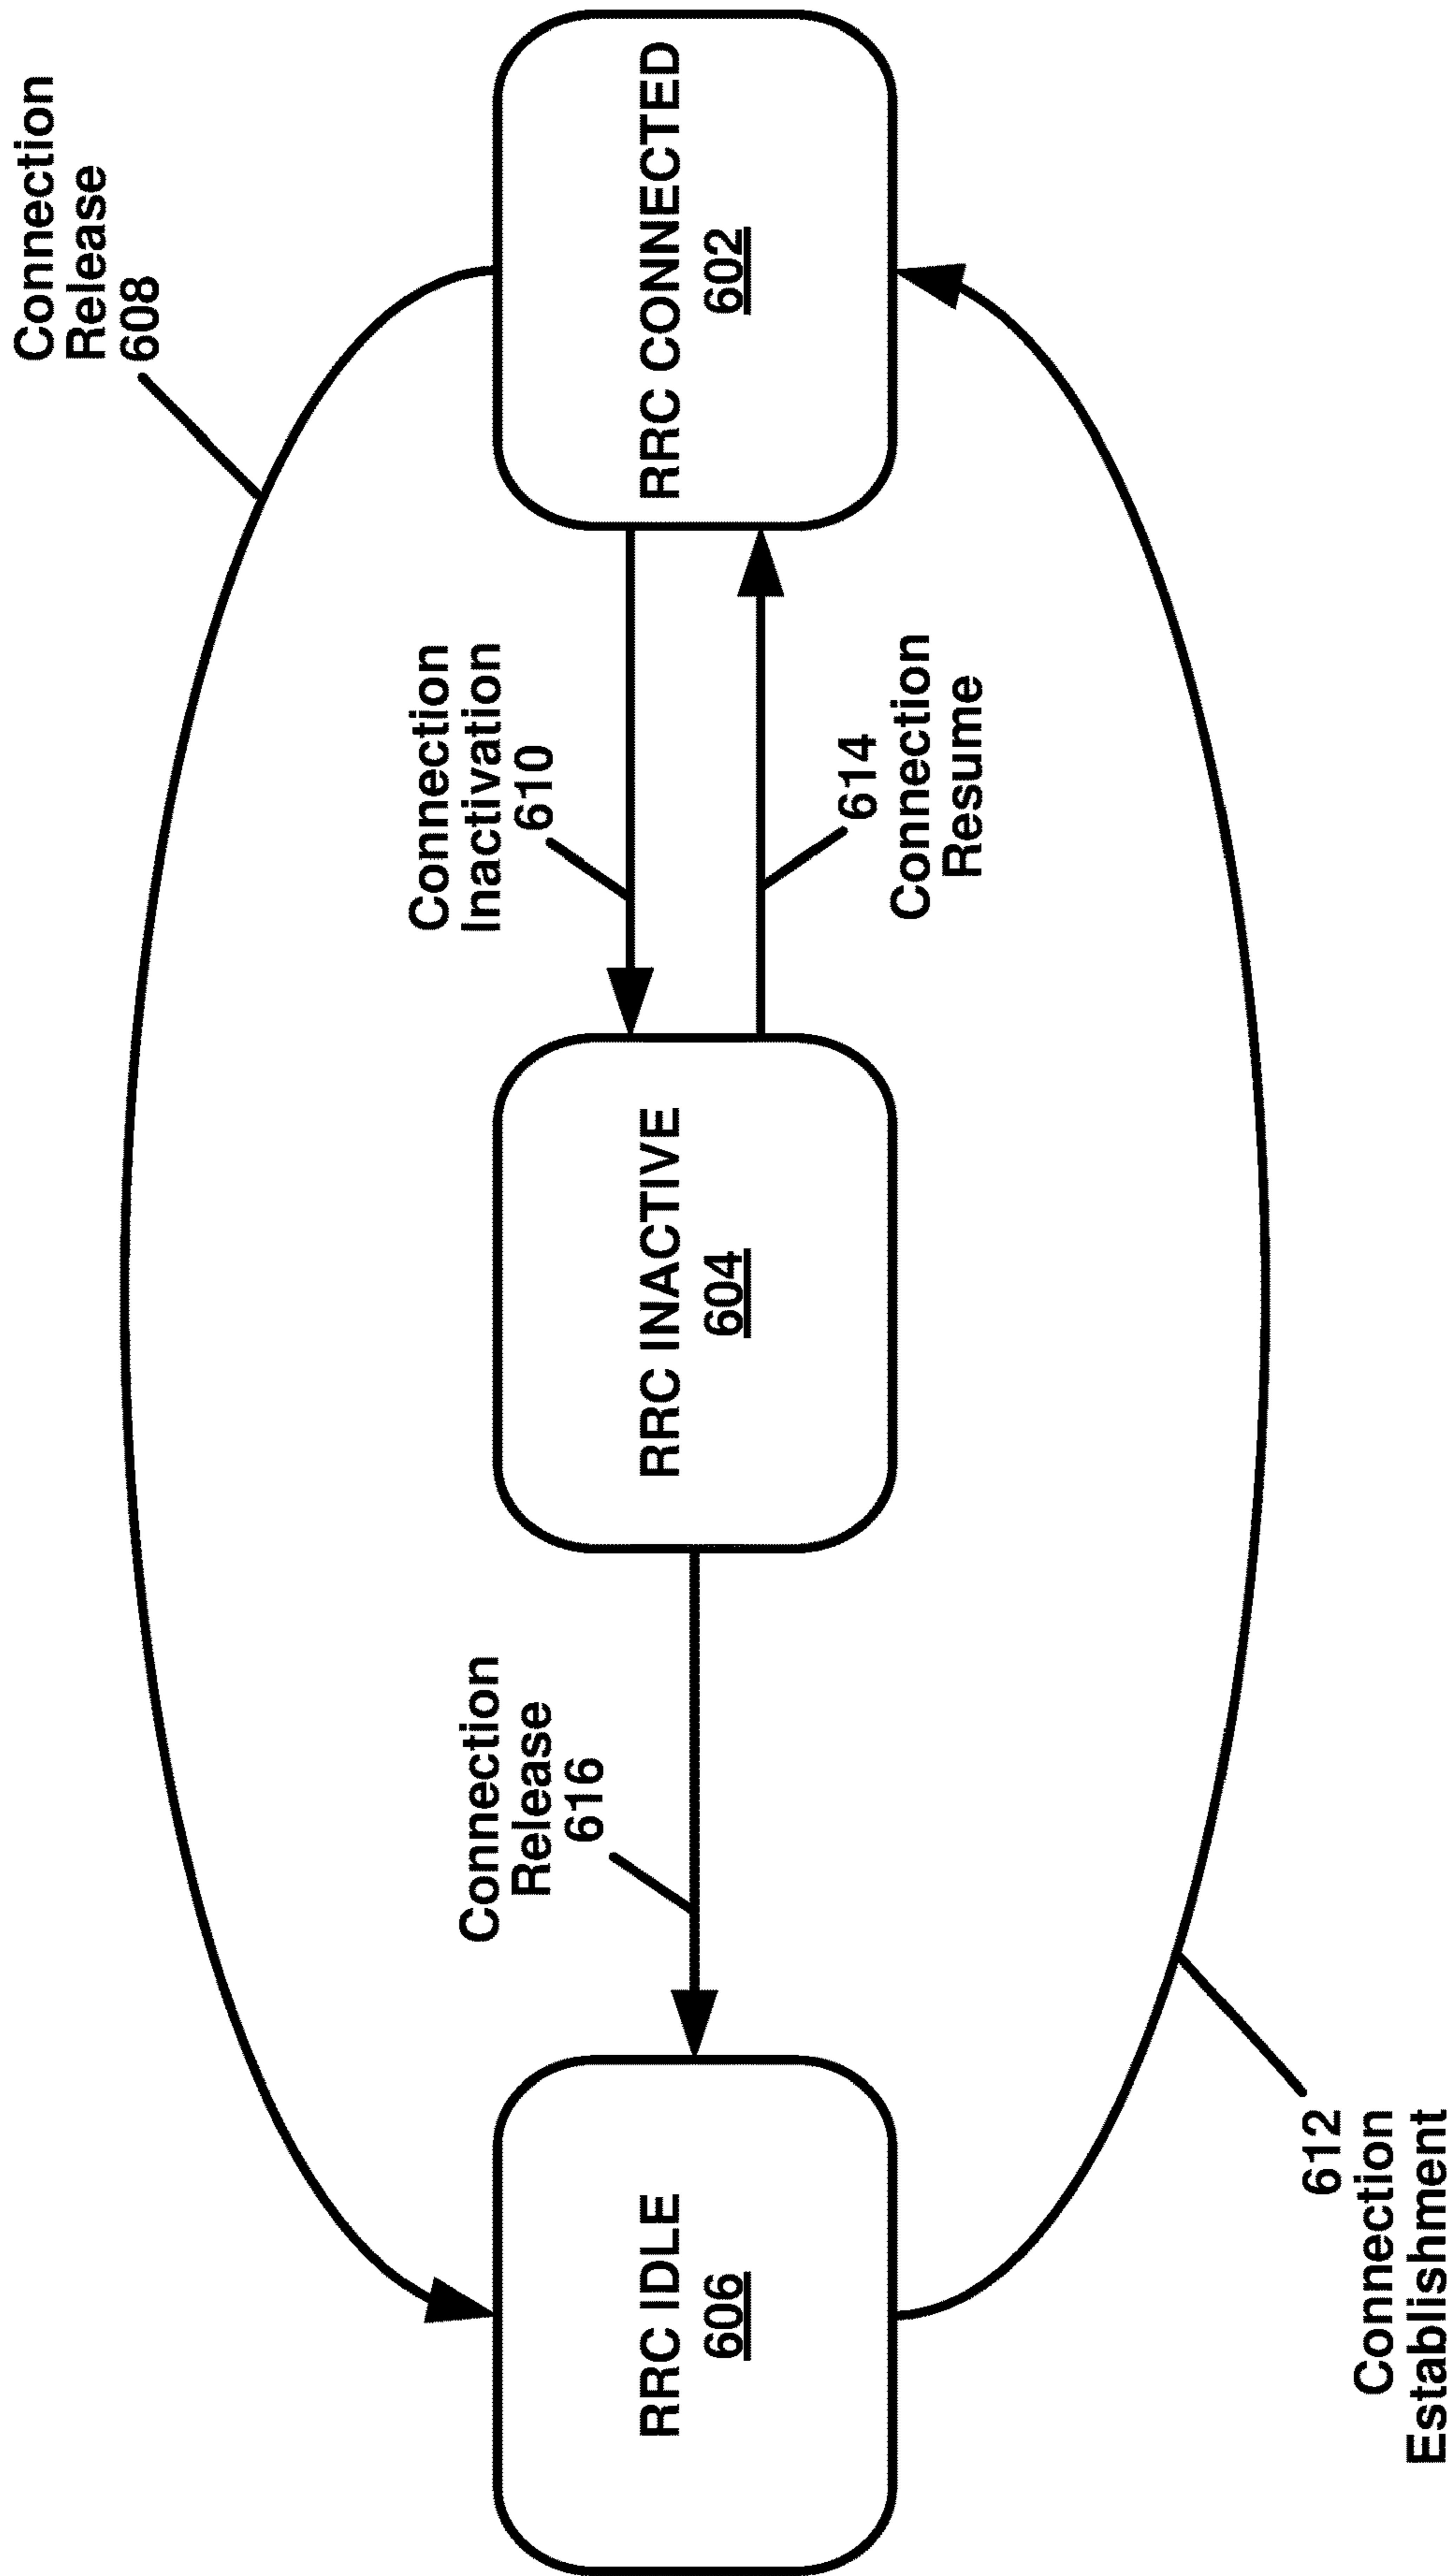 Connection
Release
608
Connection
Inactivation
610
Connection
Release
616
RRC IDLE
606
RRC INACTIVE
604
RRC CONNECTED
602
614
Connection
Resume
612
Connection
Establishment